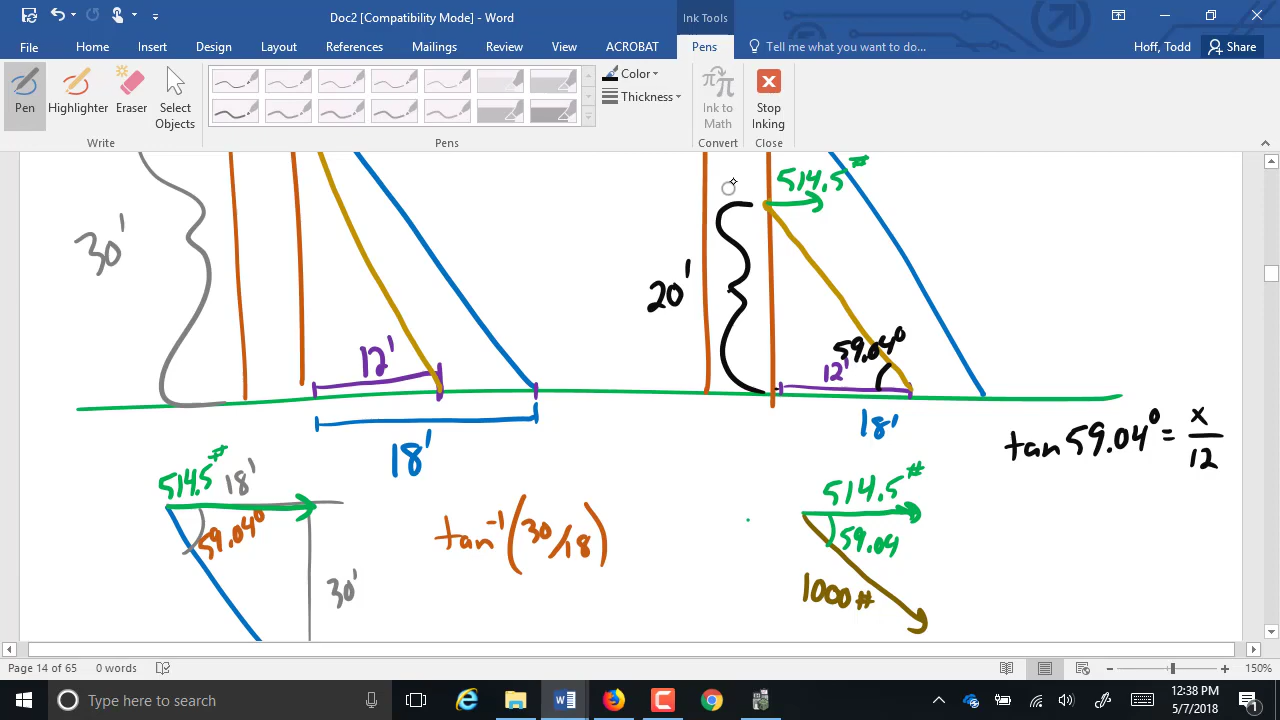 Doc2 [Compatibility Mode] - Word
Ink Tools
File Home Insert Design Layout References Mailings Review View ACROBAT Pens Tell me what you want to do... Hoff, Todd Share
Pen Highlighter Eraser Select Objects
Color
Thickness
Ink to Math
Stop Inking
Write Pens Convert Close
30'
12'
18'
514.5#
20'
59.04°
12'
18'
tan 59.04° = x/12
514.5# 18'
59.04°
30'
tan⁻¹(30/18)
514.5#
59.04
1000#
Page 14 of 65 0 words 150%
Type here to search
12:38 PM
5/7/2018
1